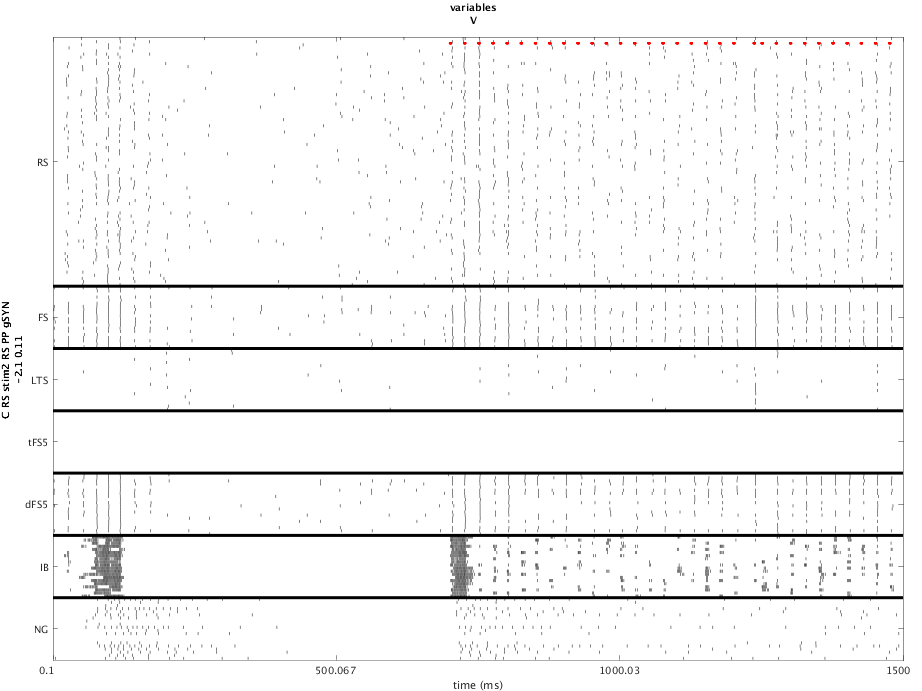 variables
V
RS
FS
LTS
tFS5
dFS5
IB
NG
C RS stim2 RS PP gSYN
-2.1 0.11
0.1
500.067
1000.03
1500
time (ms)